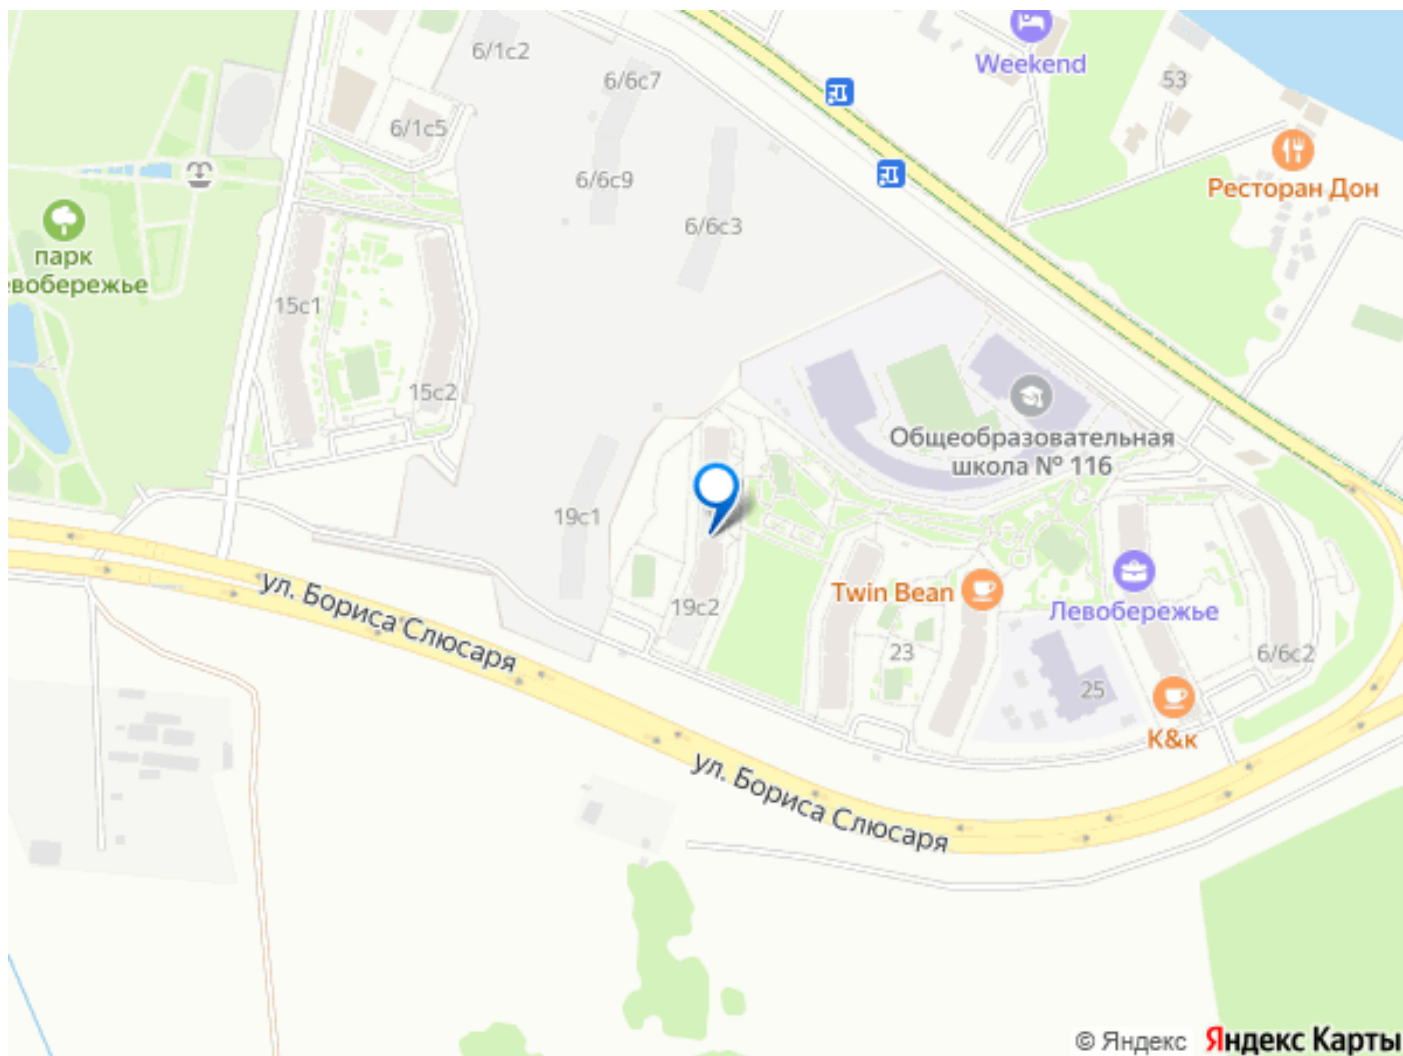 6/1с2
Weekend
6/6с7
53
6/1с5
6/6с9
Ресторан Дон
парк
евобережье
6/6с3
15с1
15с2
Общеобразовательная
школа № 116
19с1
ул. Бориса Слюсаря
19с2
Twin Bean
Левобережье
23
6/6с2
25
К&к
ул. Бориса Слюсаря
© Яндекс Яндекс Карты